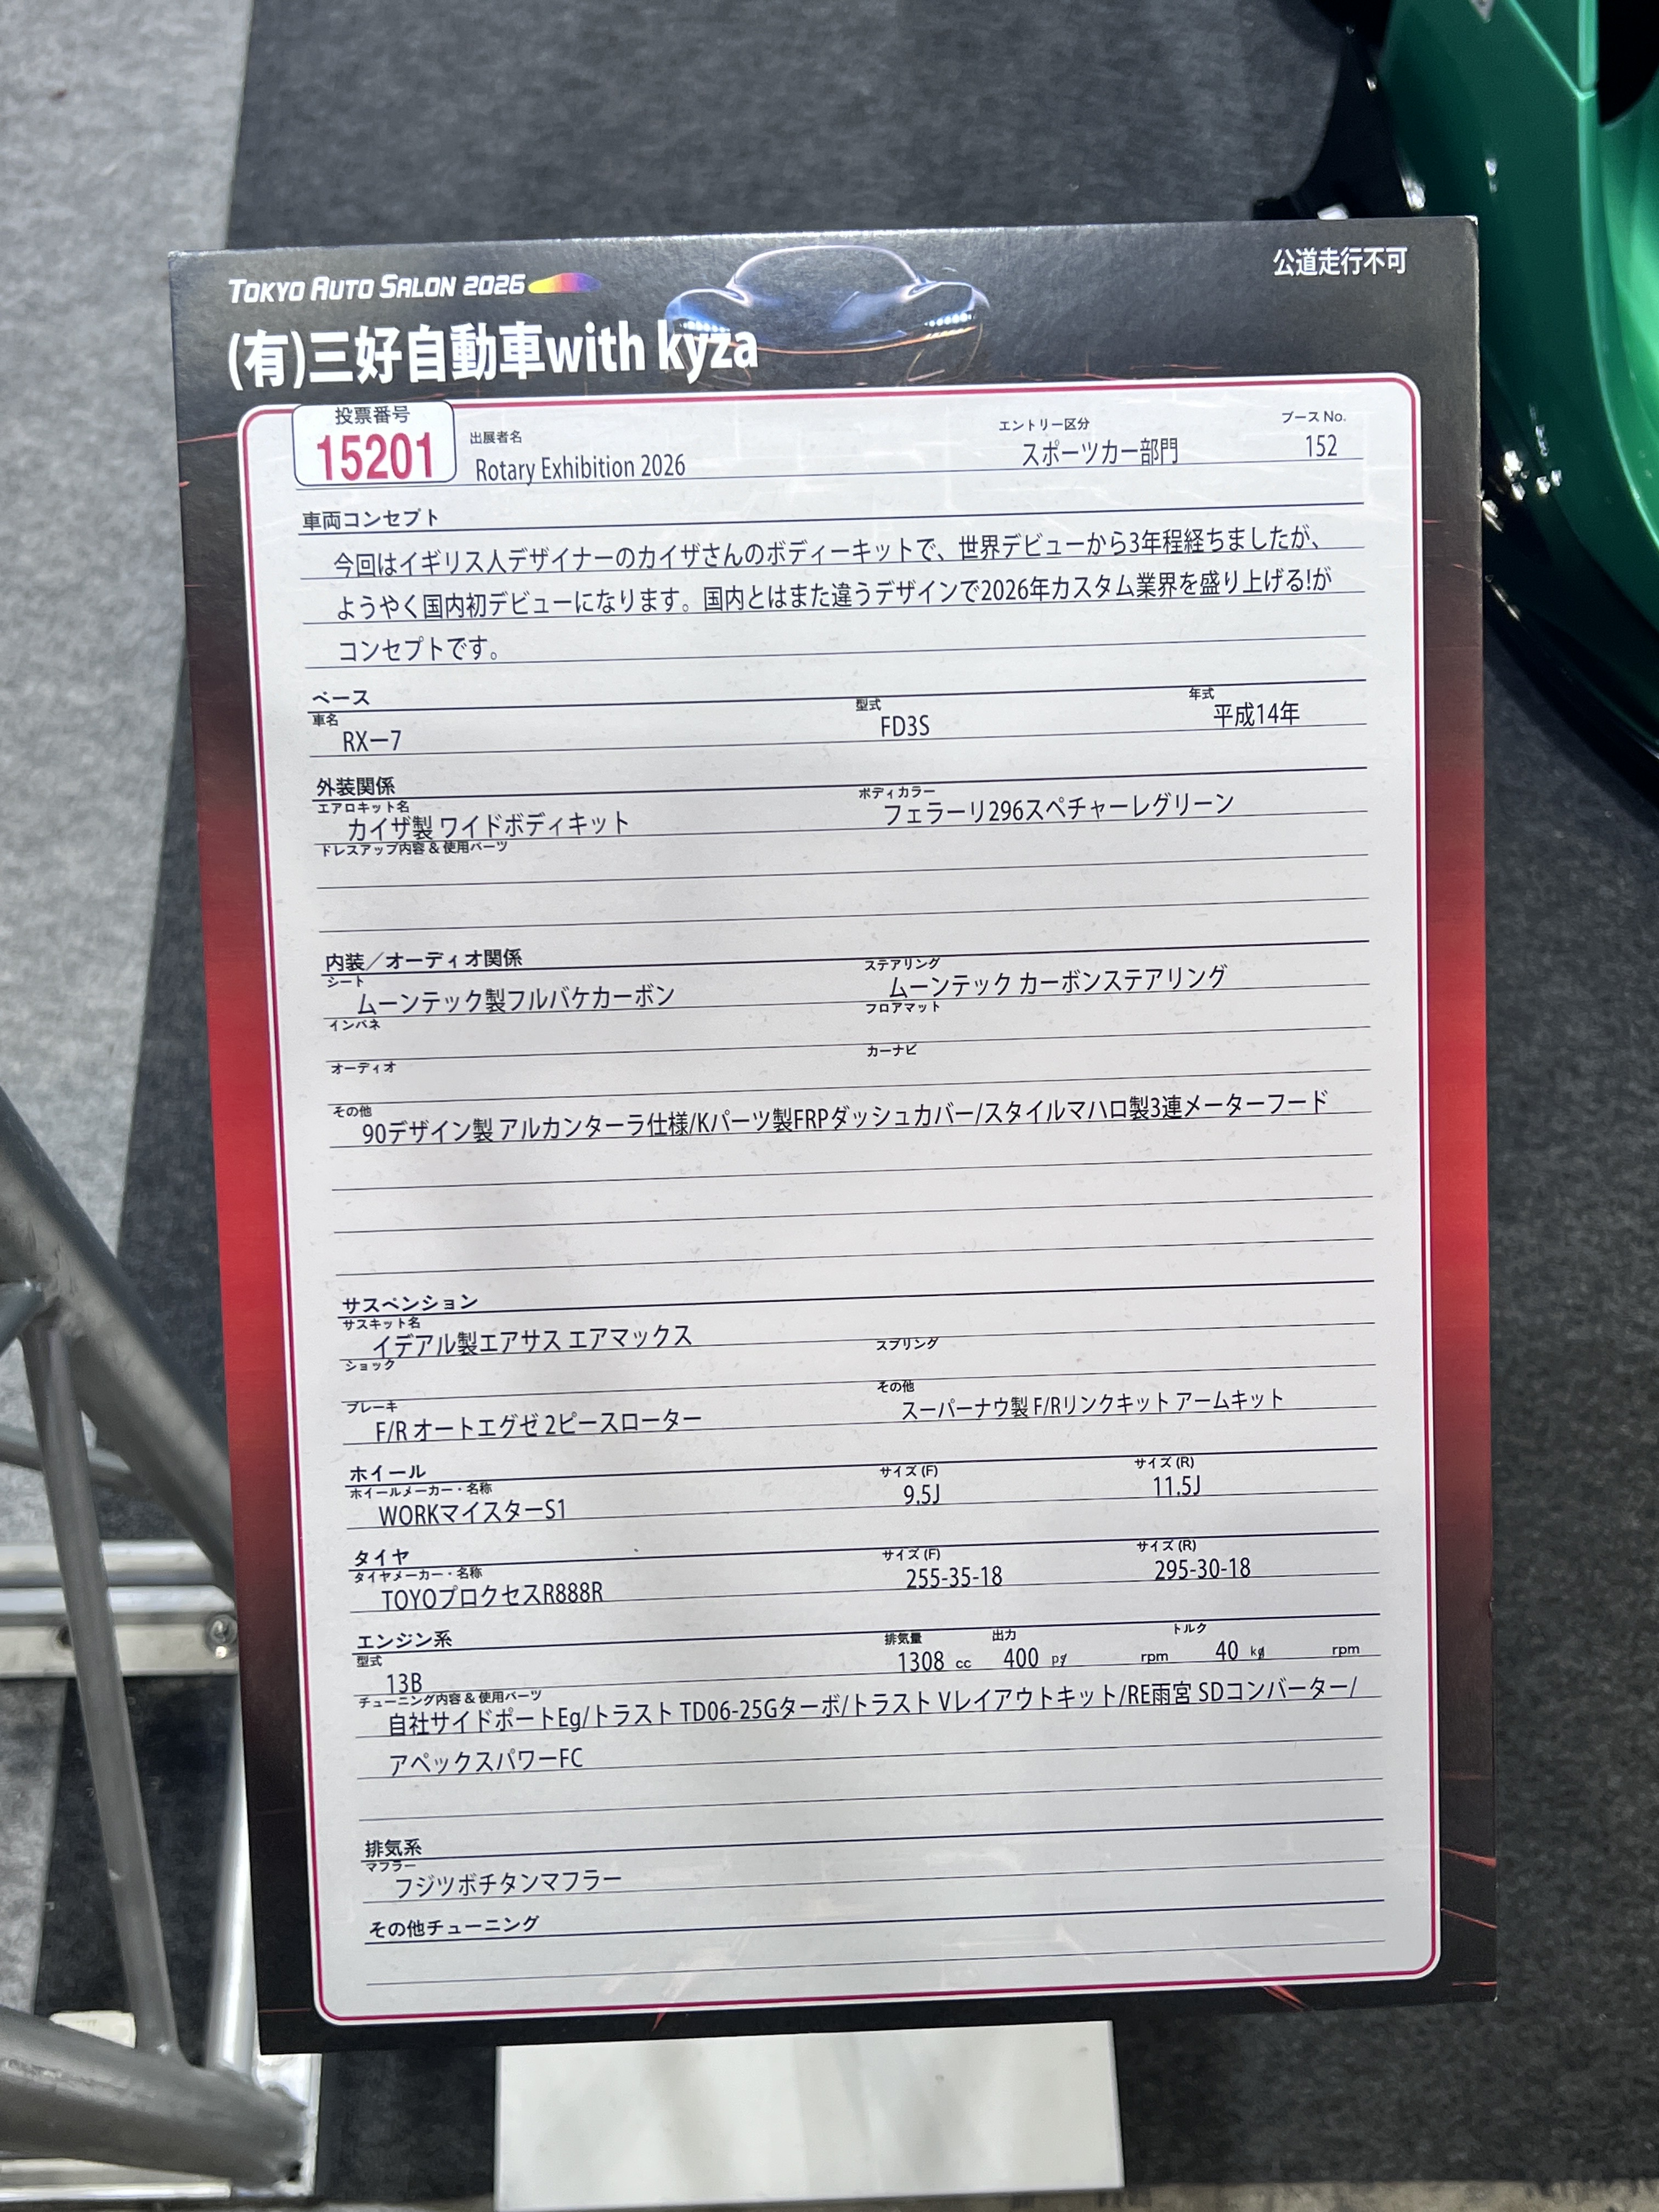 TOKYO AUTO SALON 2026
公道走行不可
(有)三好自動車with kyza
投票番号
15201
出展者名
Rotary Exhibition 2026
エントリー区分
スポーツカー部門
ブース No.
152
車両コンセプト
今回はイギリス人デザイナーのカイザさんのボディーキットで、世界デビューから3年程経ちましたが、
ようやく国内初デビューになります。国内とはまた違うデザインで2026年カスタム業界を盛り上げる!が
コンセプトです。
ベース
車名
RXー7
型式
FD3S
年式
平成14年
外装関係
エアロキット名
カイザ製 ワイドボディキット
ボディカラー
フェラーリ296スペチャーレグリーン
ドレスアップ内容 & 使用パーツ
内装／オーディオ関係
シート
ムーンテック製フルバケカーボン
ステアリング
ムーンテック カーボンステアリング
インパネ
フロアマット
オーディオ
カーナビ
その他
90デザイン製 アルカンターラ仕様/Kパーツ製FRPダッシュカバー/スタイルマハロ製3連メーターフード
サスペンション
サスキット名
イデアル製エアサス エアマックス
スプリング
ショック
ブレーキ
F/R オートエグゼ 2ピースローター
その他
スーパーナウ製 F/Rリンクキット アームキット
ホイール
ホイールメーカー・名称
WORKマイスターS1
サイズ (F)
9.5J
サイズ (R)
11.5J
タイヤ
タイヤメーカー・名称
TOYOプロクセスR888R
サイズ (F)
255-35-18
サイズ (R)
295-30-18
エンジン系
型式
13B
排気量
1308 cc
出力
400 ps/ rpm
トルク
40 kg/ rpm
チューニング内容 & 使用パーツ
自社サイドポートEg/トラスト TD06-25Gターボ/トラスト Vレイアウトキット/RE雨宮 SDコンバーター/
アペックスパワーFC
排気系
マフラー
フジツボチタンマフラー
その他チューニング